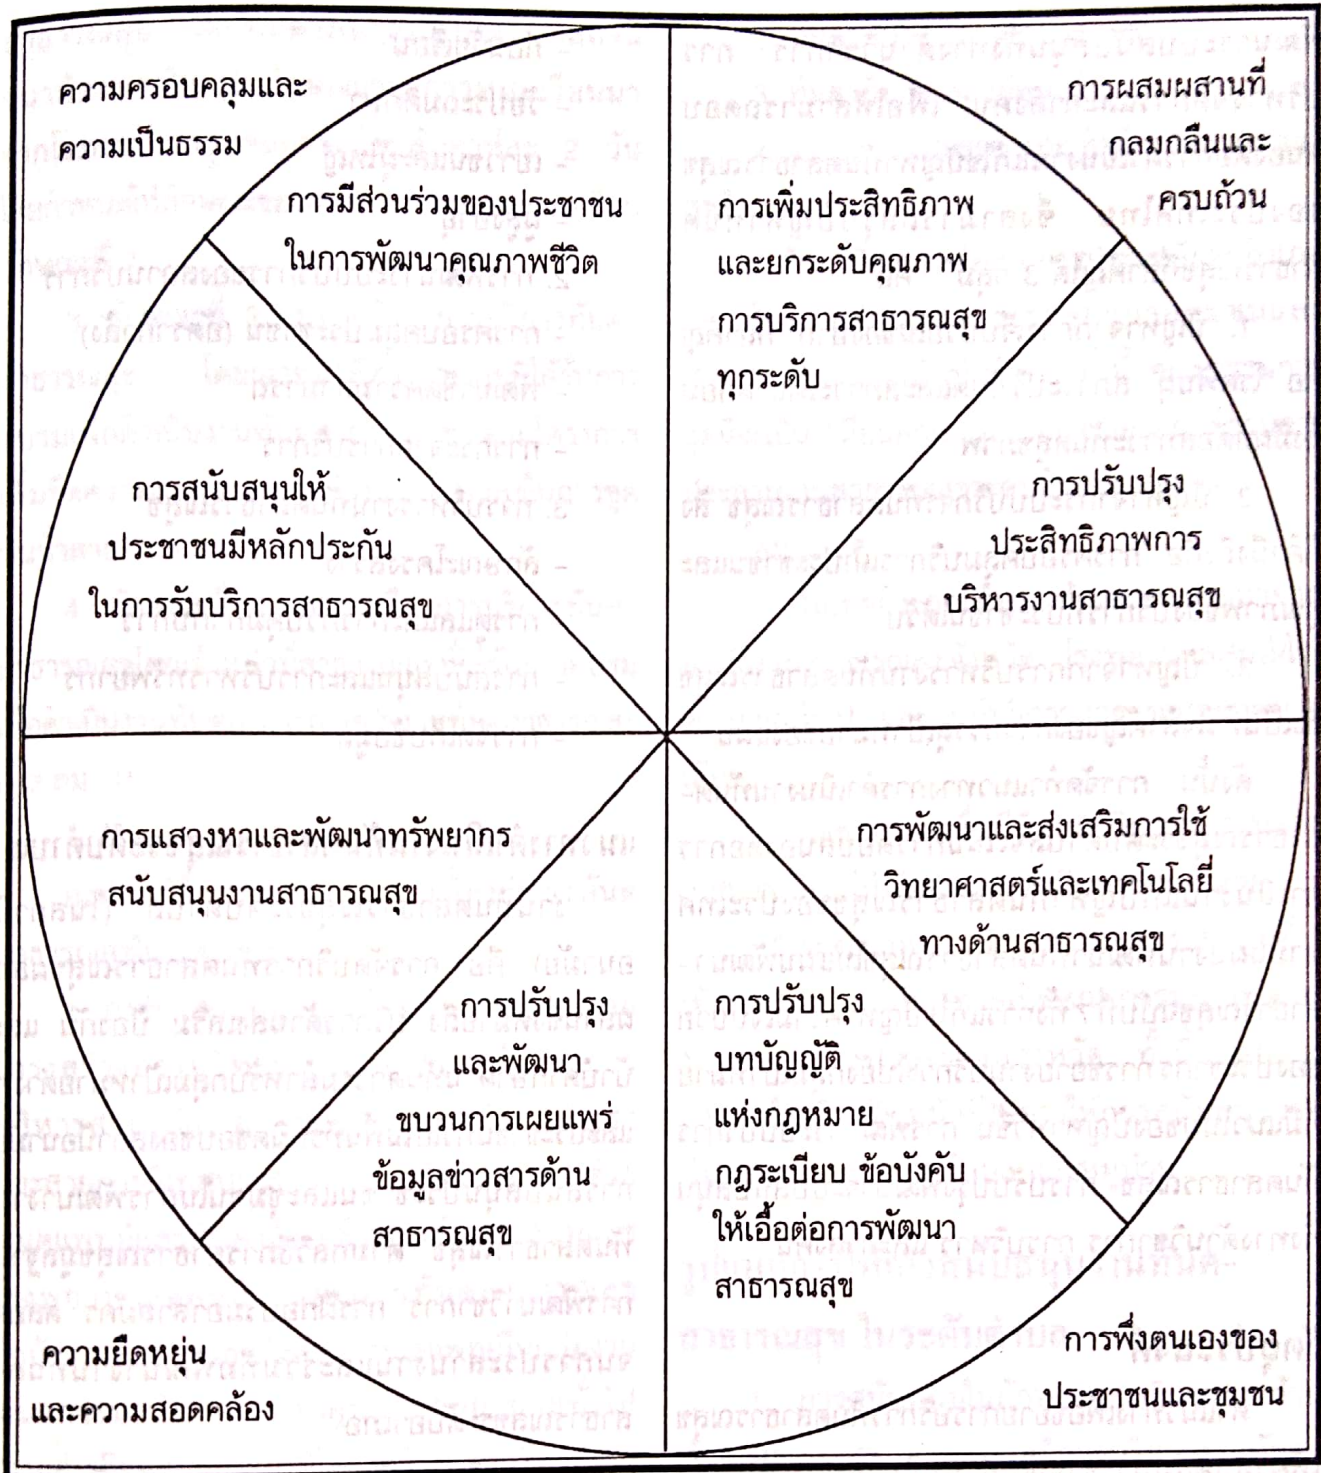 ความครอบคลุมและ
ความเป็นธรรม
การผสมผสานที่
กลมกลืนและ
ครบถ้วน
การมีส่วนร่วมของประชาชน
ในการพัฒนาคุณภาพชีวิต
การเพิ่มประสิทธิภาพ
และยกระดับคุณภาพ
การบริการสาธารณสุข
ทุกระดับ
การสนับสนุนให้
ประชาชนมีหลักประกัน
ในการรับบริการสาธารณสุข
การปรับปรุง
ประสิทธิภาพการ
บริหารงานสาธารณสุข
การแสวงหาและพัฒนาทรัพยากร
สนับสนุนงานสาธารณสุข
การพัฒนาและส่งเสริมการใช้
วิทยาศาสตร์และเทคโนโลยี่
ทางด้านสาธารณสุข
การปรับปรุง
และพัฒนา
ขบวนการเผยแพร่
ข้อมูลข่าวสารด้าน
สาธารณสุข
การปรับปรุง
บทบัญญัติ
แห่งกฎหมาย
กฎระเบียบ ข้อบังคับ
ให้เอื้อต่อการพัฒนา
สาธารณสุข
ความยืดหยุ่น
และความสอดคล้อง
การพึ่งตนเองของ
ประชาชนและชุมชน